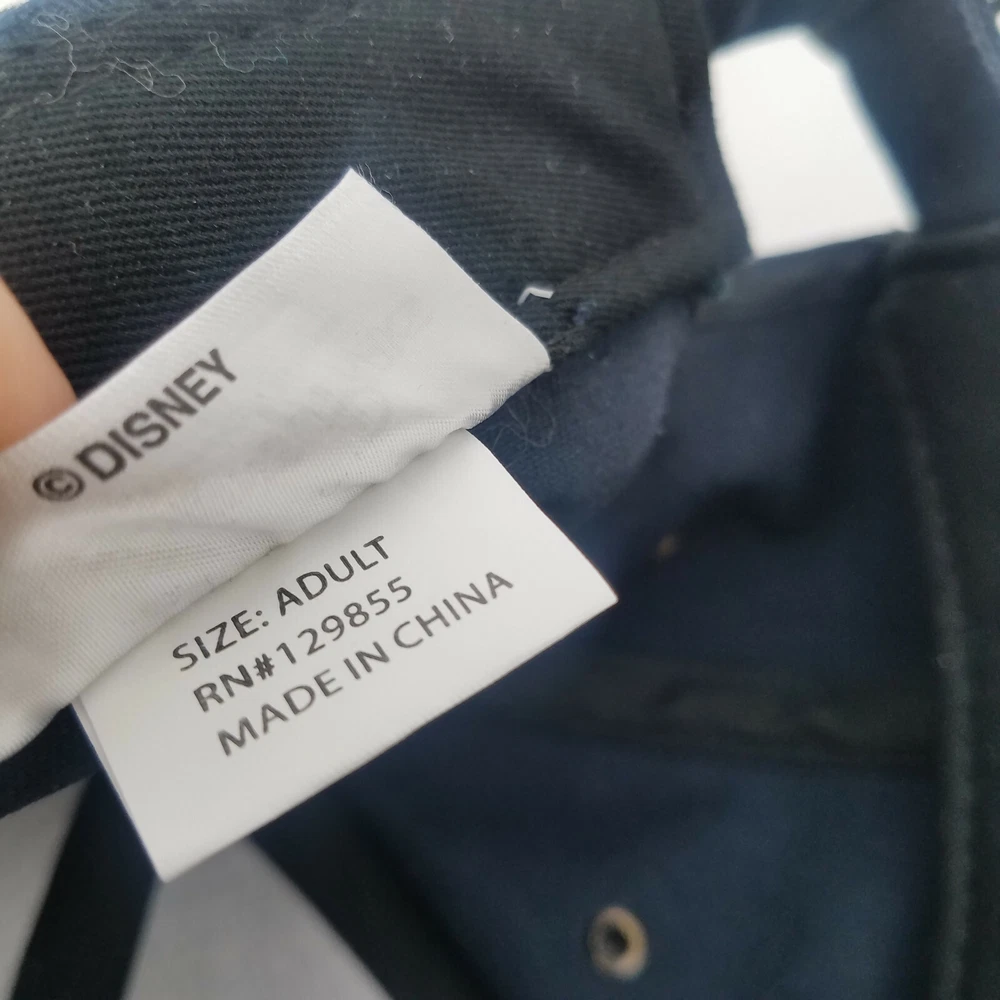 © DISNEY
SIZE: ADULT
RN#129855
MADE IN CHINA